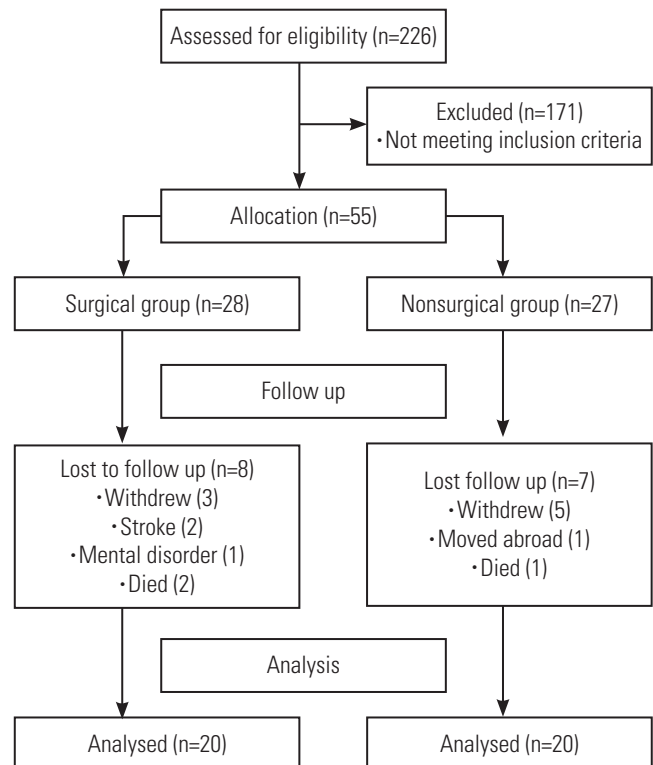 Assessed for eligibility (n=226)
Excluded (n=171)
·Not meeting inclusion criteria
Allocation (n=55)
Surgical group (n=28)
Nonsurgical group (n=27)
Follow up
Lost to follow up (n=8)
·Withdrew (3)
·Stroke (2)
·Mental disorder (1)
·Died (2)
Lost follow up (n=7)
·Withdrew (5)
·Moved abroad (1)
·Died (1)
Analysis
Analysed (n=20)
Analysed (n=20)